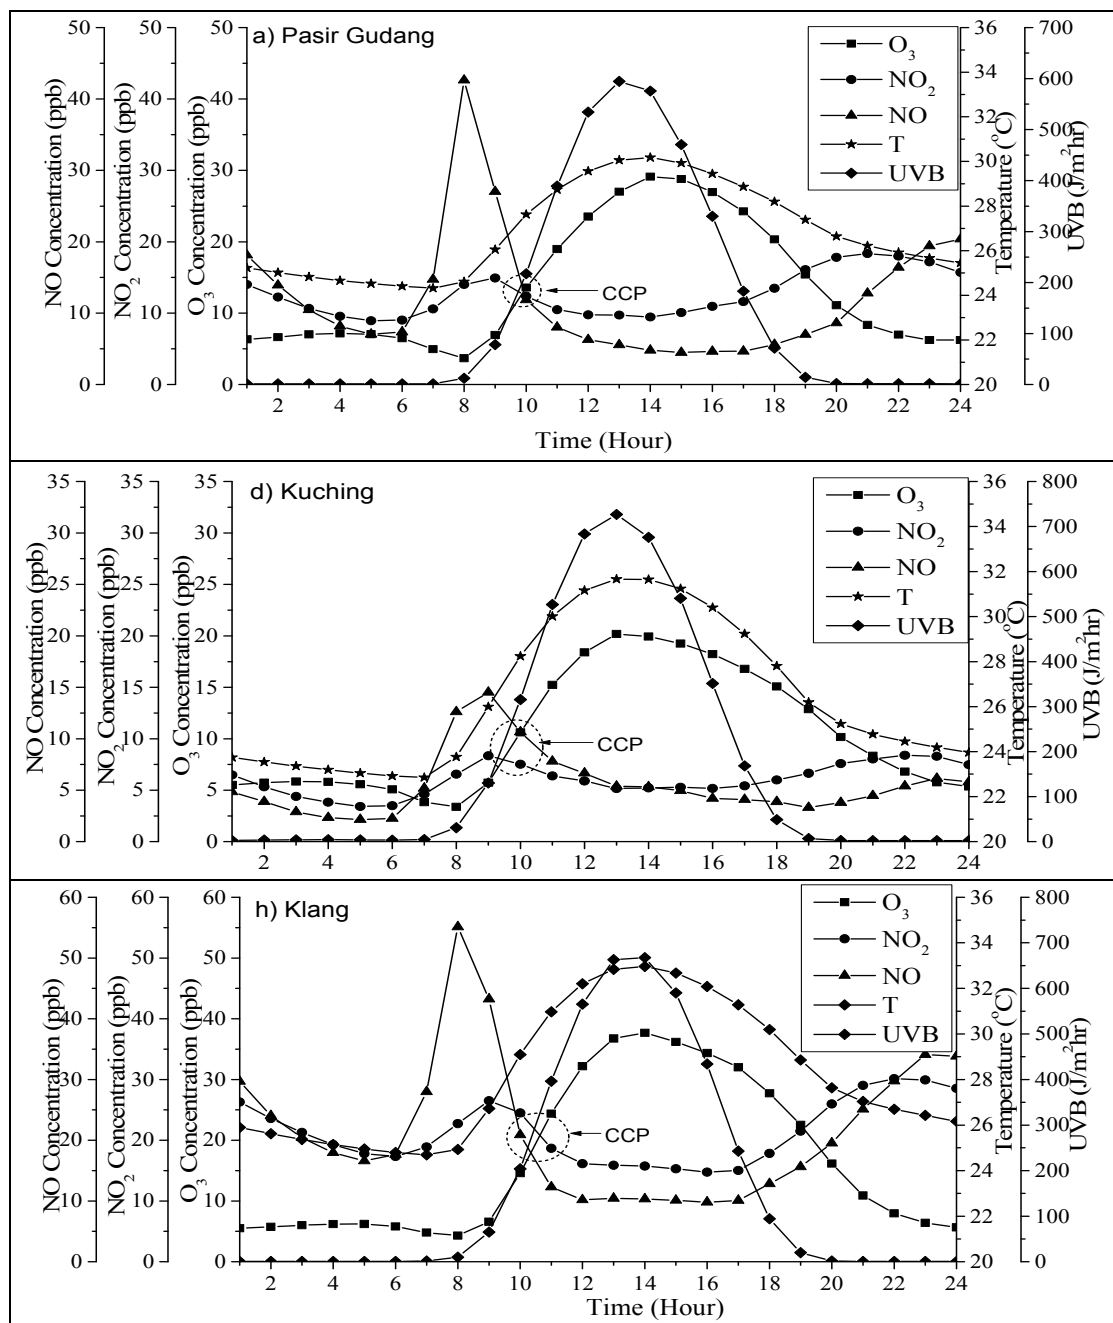 a) Pasir Gudang
NO Concentration (ppb)
50
40
30
20
10
0
NO2 Concentration (ppb)
50
40
30
20
10
0
O3 Concentration (ppb)
50
40
30
20
10
0
O3
NO2
NO
T
UVB
CCP
Temperature (°C)
36
34
32
30
28
26
24
22
20
UVB (J/m²hr)
700
600
500
400
300
200
100
0
2 4 6 8 10 12 14 16 18 20 22 24
Time (Hour)
d) Kuching
NO Concentration (ppb)
35
30
25
20
15
10
5
0
NO2 Concentration (ppb)
35
30
25
20
15
10
5
0
O3 Concentration (ppb)
35
30
25
20
15
10
5
0
O3
NO2
NO
T
UVB
CCP
Temperature (°C)
36
34
32
30
28
26
24
22
20
UVB (J/m²hr)
800
700
600
500
400
300
200
100
0
2 4 6 8 10 12 14 16 18 20 22 24
h) Klang
NO Concentration (ppb)
60
50
40
30
20
10
0
NO2 Concentration (ppb)
60
50
40
30
20
10
0
O3 Concentration (ppb)
60
50
40
30
20
10
0
O3
NO2
NO
T
UVB
CCP
Temperature (°C)
36
34
32
30
28
26
24
22
20
UVB (J/m²hr)
800
700
600
500
400
300
200
100
0
2 4 6 8 10 12 14 16 18 20 22 24
Time (Hour)